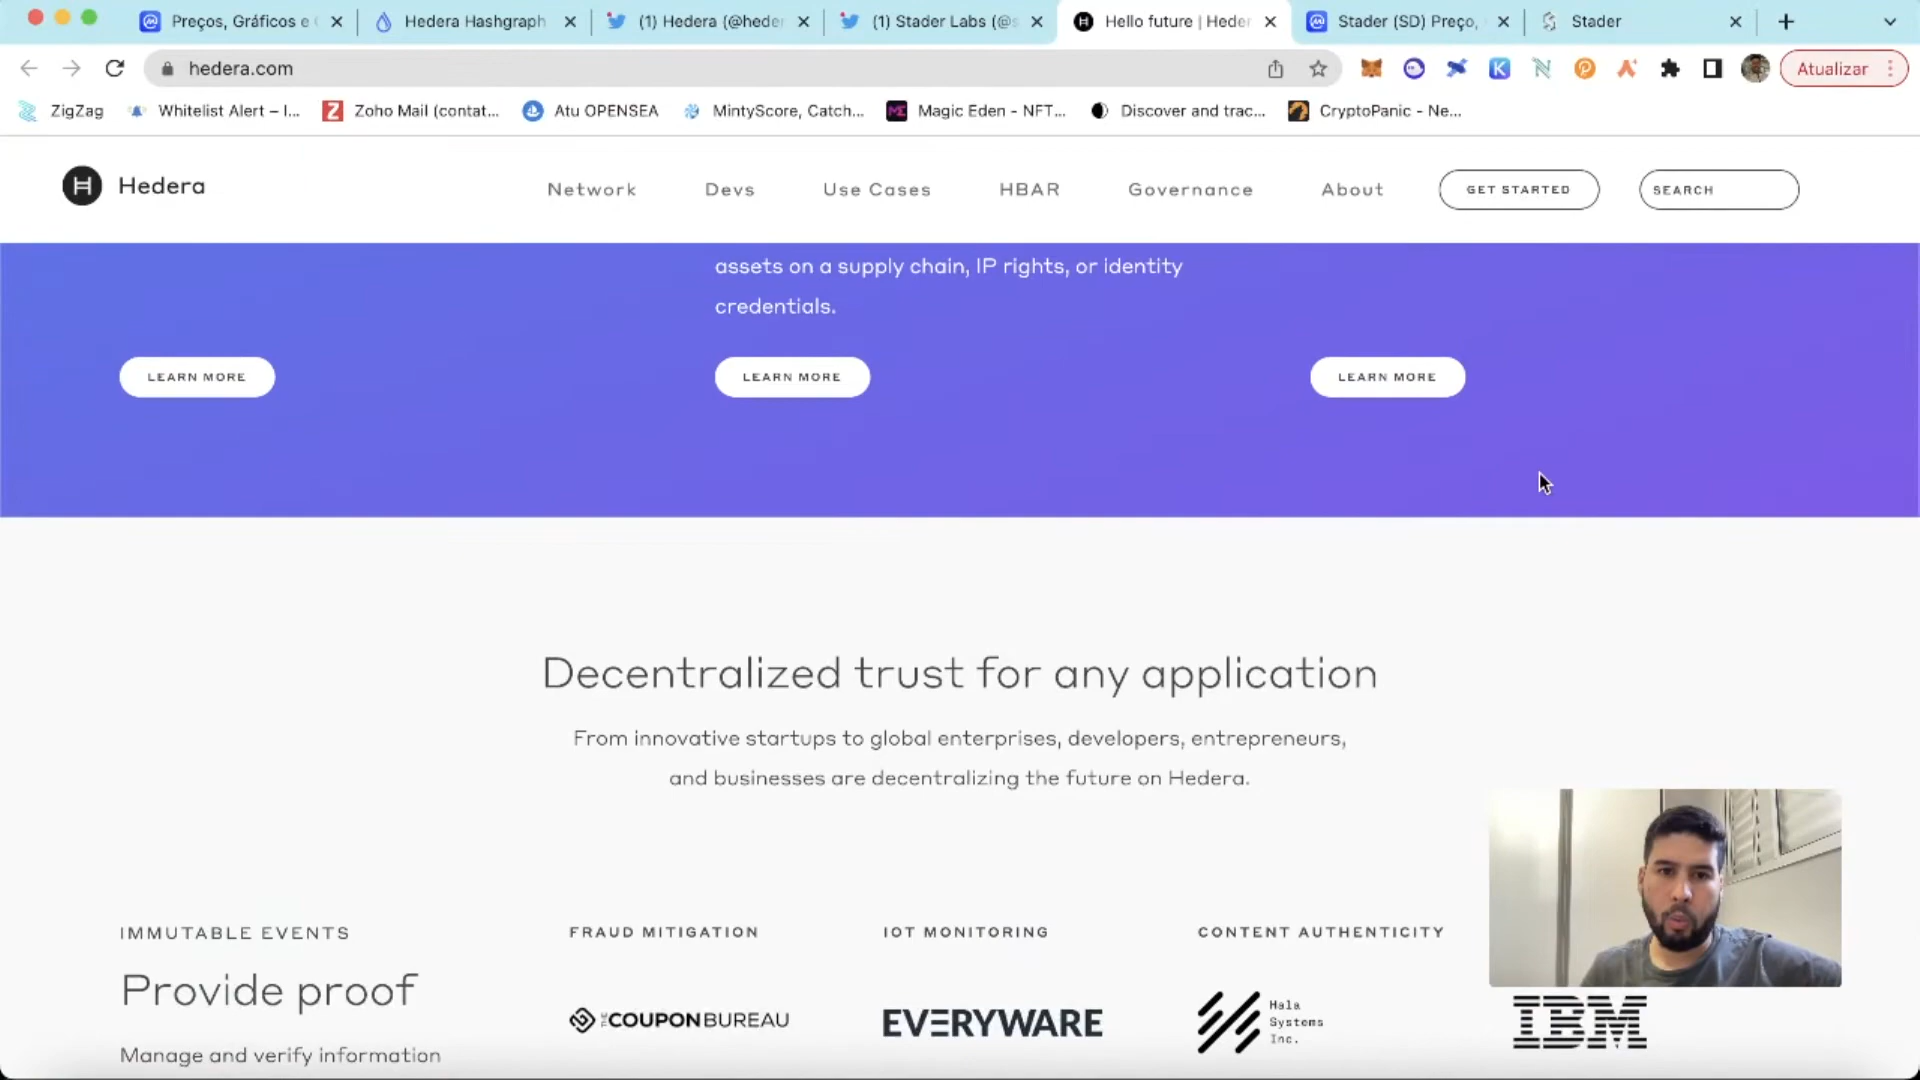 Preços, Gráficos e
Hedera Hashgraph
(1) Hedera (@heder
(1) Stader Labs (@s
Hello future | Heder
Stader (SD) Preço,
Stader
hedera.com
Atualizar
ZigZag
Whitelist Alert – I...
Zoho Mail (contat...
Atu OPENSEA
MintyScore, Catch...
Magic Eden - NFT...
Discover and trac...
CryptoPanic - Ne...
Hedera
Network
Devs
Use Cases
HBAR
Governance
About
GET STARTED
SEARCH
assets on a supply chain, IP rights, or identity
credentials.
LEARN MORE
LEARN MORE
LEARN MORE
Decentralized trust for any application
From innovative startups to global enterprises, developers, entrepreneurs,
and businesses are decentralizing the future on Hedera.
IMMUTABLE EVENTS
Provide proof
Manage and verify information
FRAUD MITIGATION
THE COUPON BUREAU
IOT MONITORING
EVERYWARE
CONTENT AUTHENTICITY
Hala
Systems
Inc.
IBM